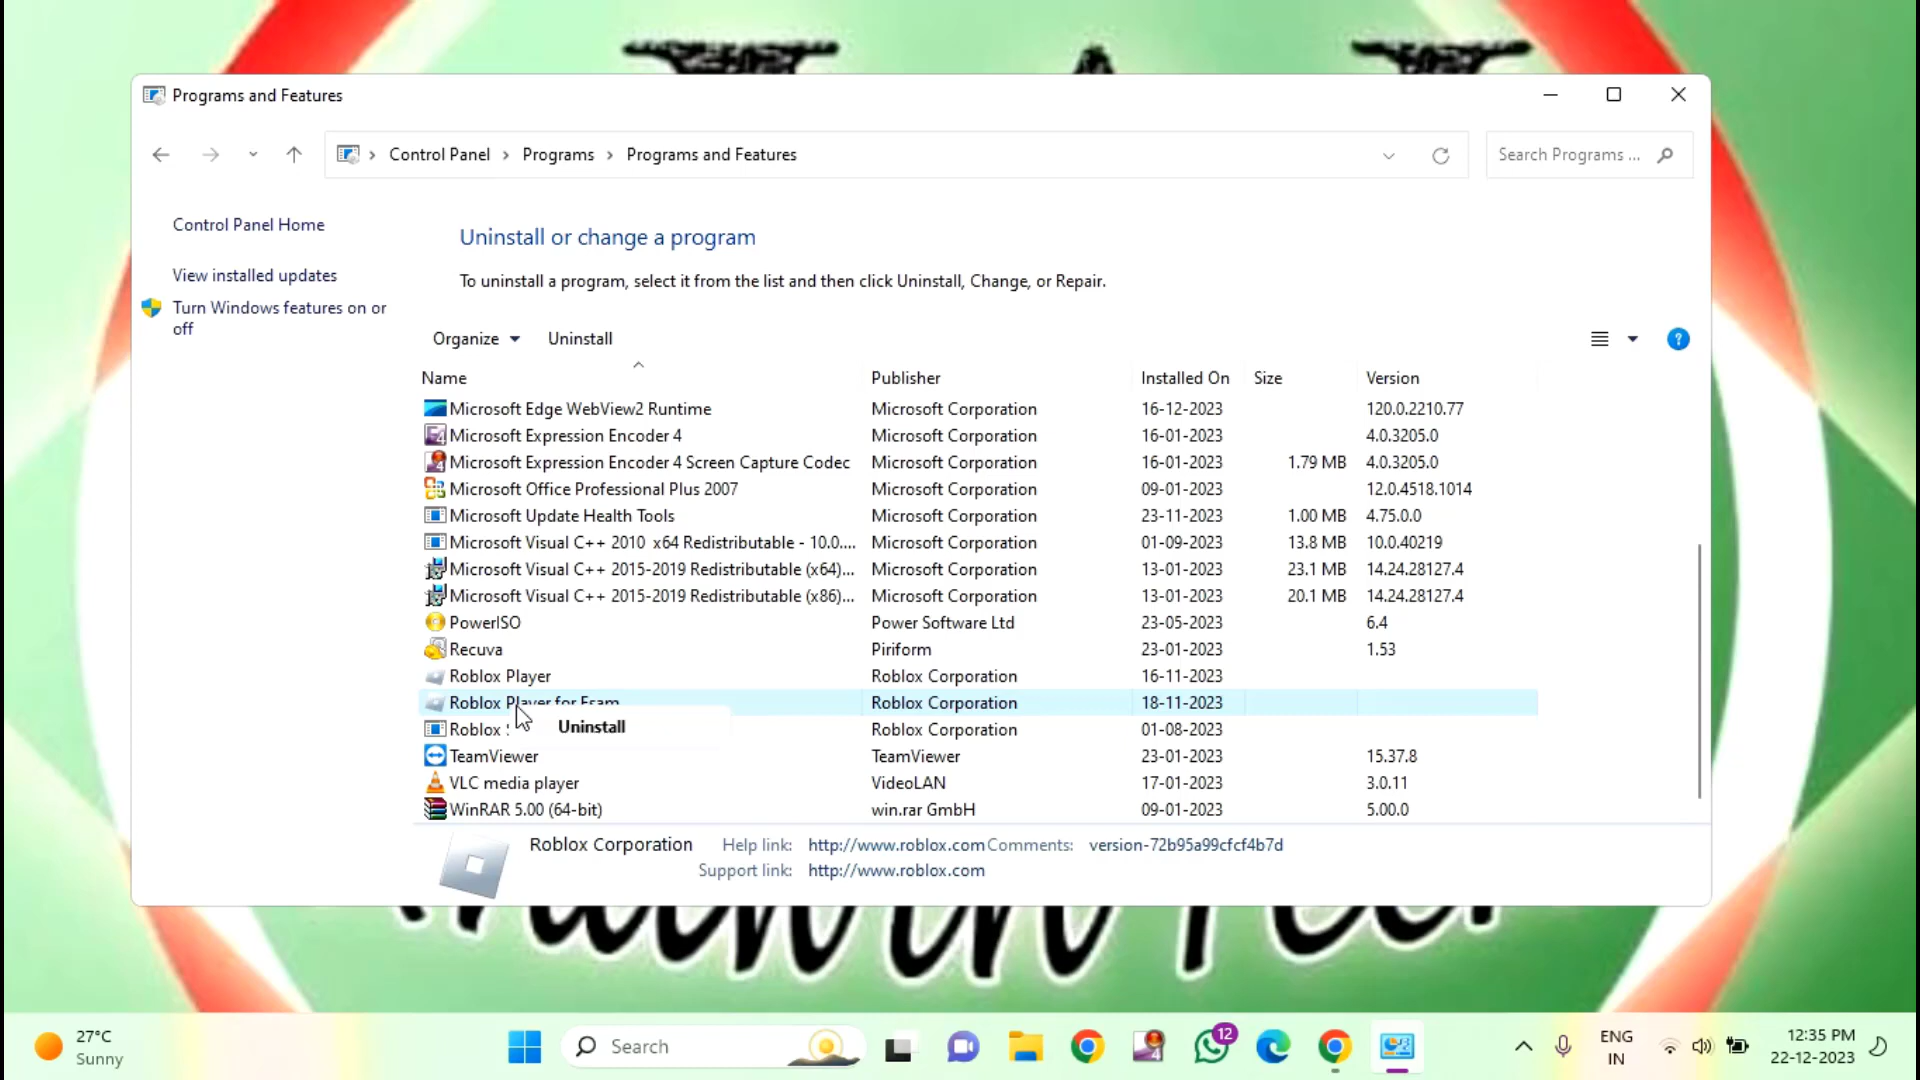 Programs and Features
Control Panel > Programs > Programs and Features
Search Programs ...
Control Panel Home
View installed updates
Turn Windows features on or
off
Uninstall or change a program
To uninstall a program, select it from the list and then click Uninstall, Change, or Repair.
Organize Uninstall
Name Publisher Installed On Size Version
Microsoft Edge WebView2 Runtime Microsoft Corporation 16-12-2023 120.0.2210.77
Microsoft Expression Encoder 4 Microsoft Corporation 16-01-2023 4.0.3205.0
Microsoft Expression Encoder 4 Screen Capture Codec Microsoft Corporation 16-01-2023 1.79 MB 4.0.3205.0
Microsoft Office Professional Plus 2007 Microsoft Corporation 09-01-2023 12.0.4518.1014
Microsoft Update Health Tools Microsoft Corporation 23-11-2023 1.00 MB 4.75.0.0
Microsoft Visual C++ 2010 x64 Redistributable - 10.0.... Microsoft Corporation 01-09-2023 13.8 MB 10.0.40219
Microsoft Visual C++ 2015-2019 Redistributable (x64)... Microsoft Corporation 13-01-2023 23.1 MB 14.24.28127.4
Microsoft Visual C++ 2015-2019 Redistributable (x86)... Microsoft Corporation 13-01-2023 20.1 MB 14.24.28127.4
PowerISO Power Software Ltd 23-05-2023 6.4
Recuva Piriform 23-01-2023 1.53
Roblox Player Roblox Corporation 16-11-2023
Roblox Player for Esam Roblox Corporation 18-11-2023
Uninstall
Roblox Roblox Corporation 01-08-2023
TeamViewer TeamViewer 23-01-2023 15.37.8
VLC media player VideoLAN 17-01-2023 3.0.11
WinRAR 5.00 (64-bit) win.rar GmbH 09-01-2023 5.00.0
Roblox Corporation Help link: http://www.roblox.com Comments: version-72b95a99cfcf4b7d
Support link: http://www.roblox.com
27°C
Sunny
Search
12
ENG
IN
12:35 PM
22-12-2023